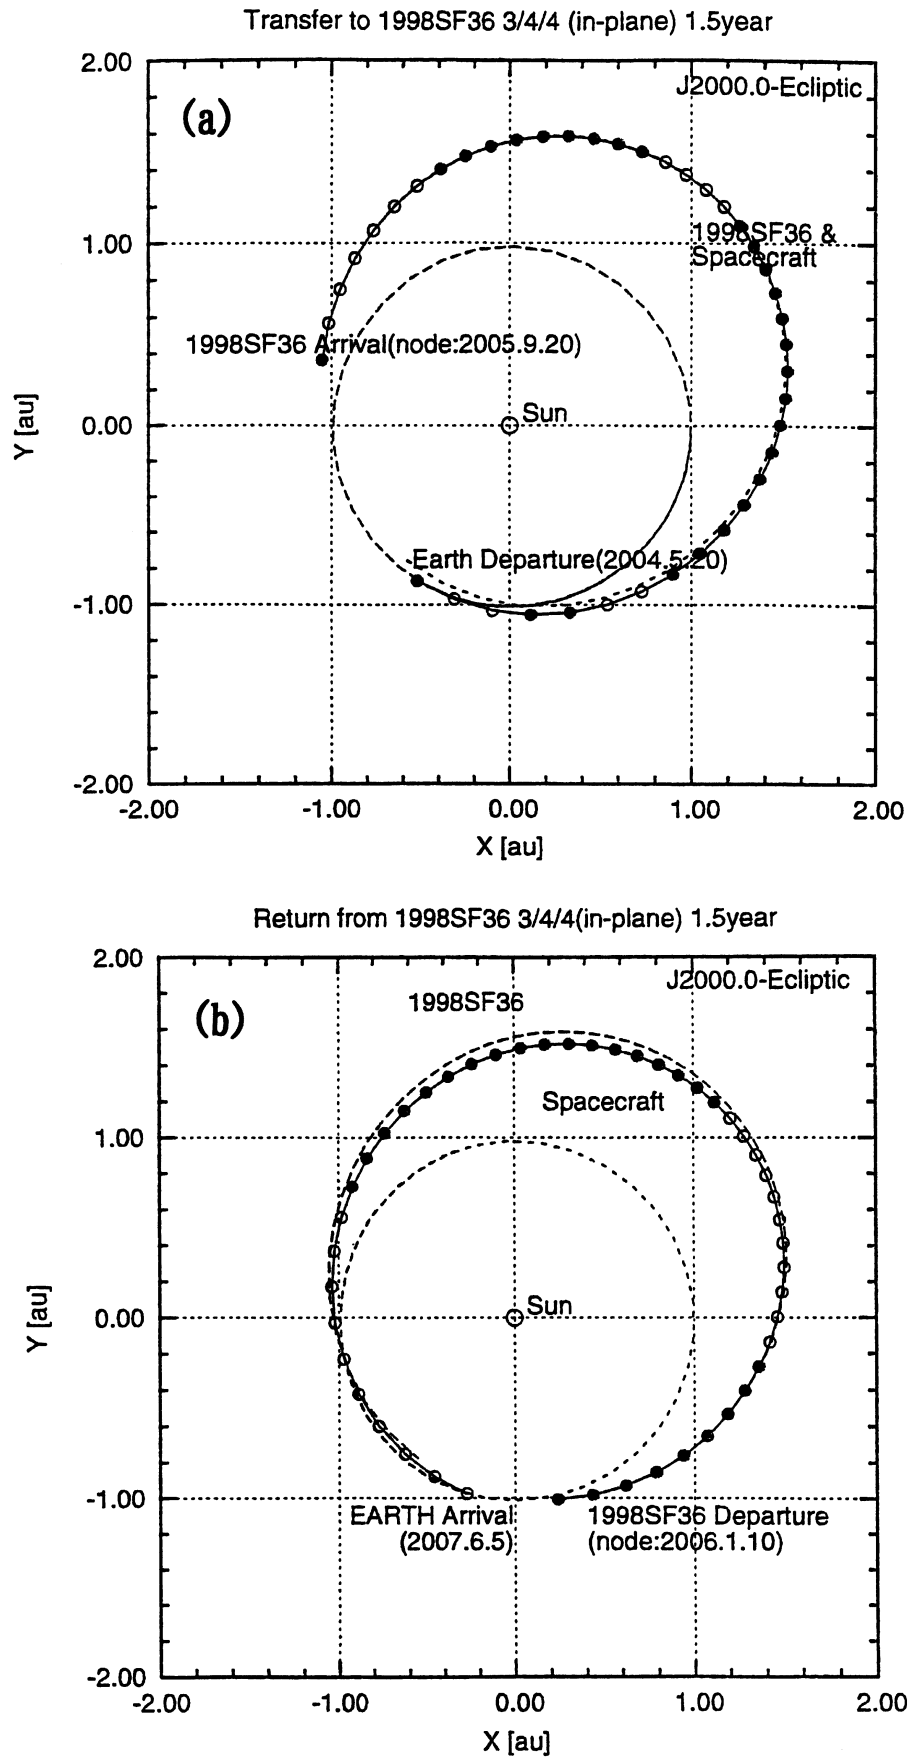 Transfer to 1998SF36 3/4/4 (in-plane) 1.5year
2.00
J2000.0-Ecliptic
(a)
1998SF36 &
1.00
Spacecraft
1998SF36 Arrival(node:2005.9.20)
Sun
0.00
Y [au]
Earth Departure(2004.5.20)
-1.00
-2.00
-2.00 -1.00 0.00 1.00 2.00
X [au]
Return from 1998SF36 3/4/4(in-plane) 1.5year
2.00
J2000.0-Ecliptic
(b)
1998SF36
Spacecraft
1.00
Sun
0.00
Y [au]
-1.00
EARTH Arrival
(2007.6.5)
1998SF36 Departure
(node:2006.1.10)
-2.00
-2.00 -1.00 0.00 1.00 2.00
X [au]